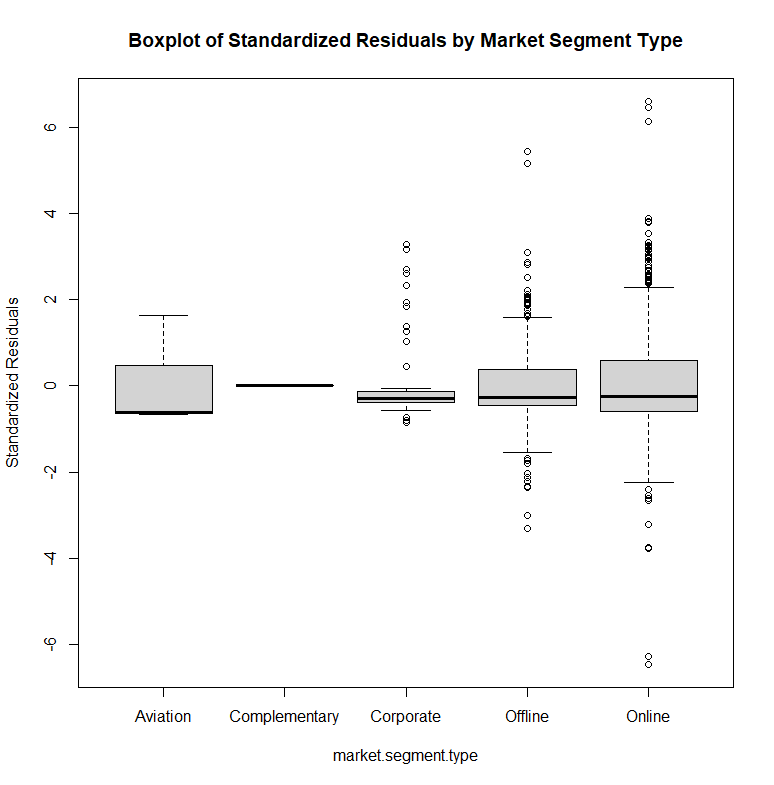 Boxplot of Standardized Residuals by Market Segment Type
Standardized Residuals
6
4
2
0
-2
-4
-6
Aviation Complementary Corporate Offline Online
market.segment.type